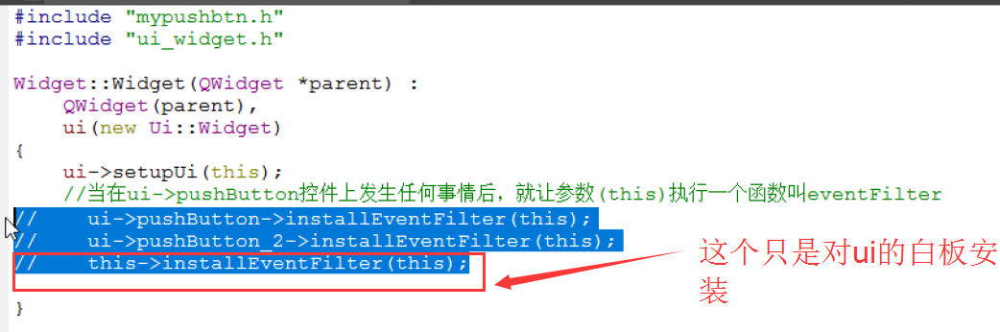 #include "mypushbtn.h"
#include "ui_widget.h"
Widget::Widget(QWidget *parent) :
    QWidget(parent),
    ui(new Ui::Widget)
{
    ui->setupUi(this);
    //当在ui->pushButton控件上发生任何事情后，就让参数(this)执行一个函数叫eventFilter
//    ui->pushButton->installEventFilter(this);
//    ui->pushButton_2->installEventFilter(this);
//    this->installEventFilter(this);
这个只是对ui的白板安
装
}